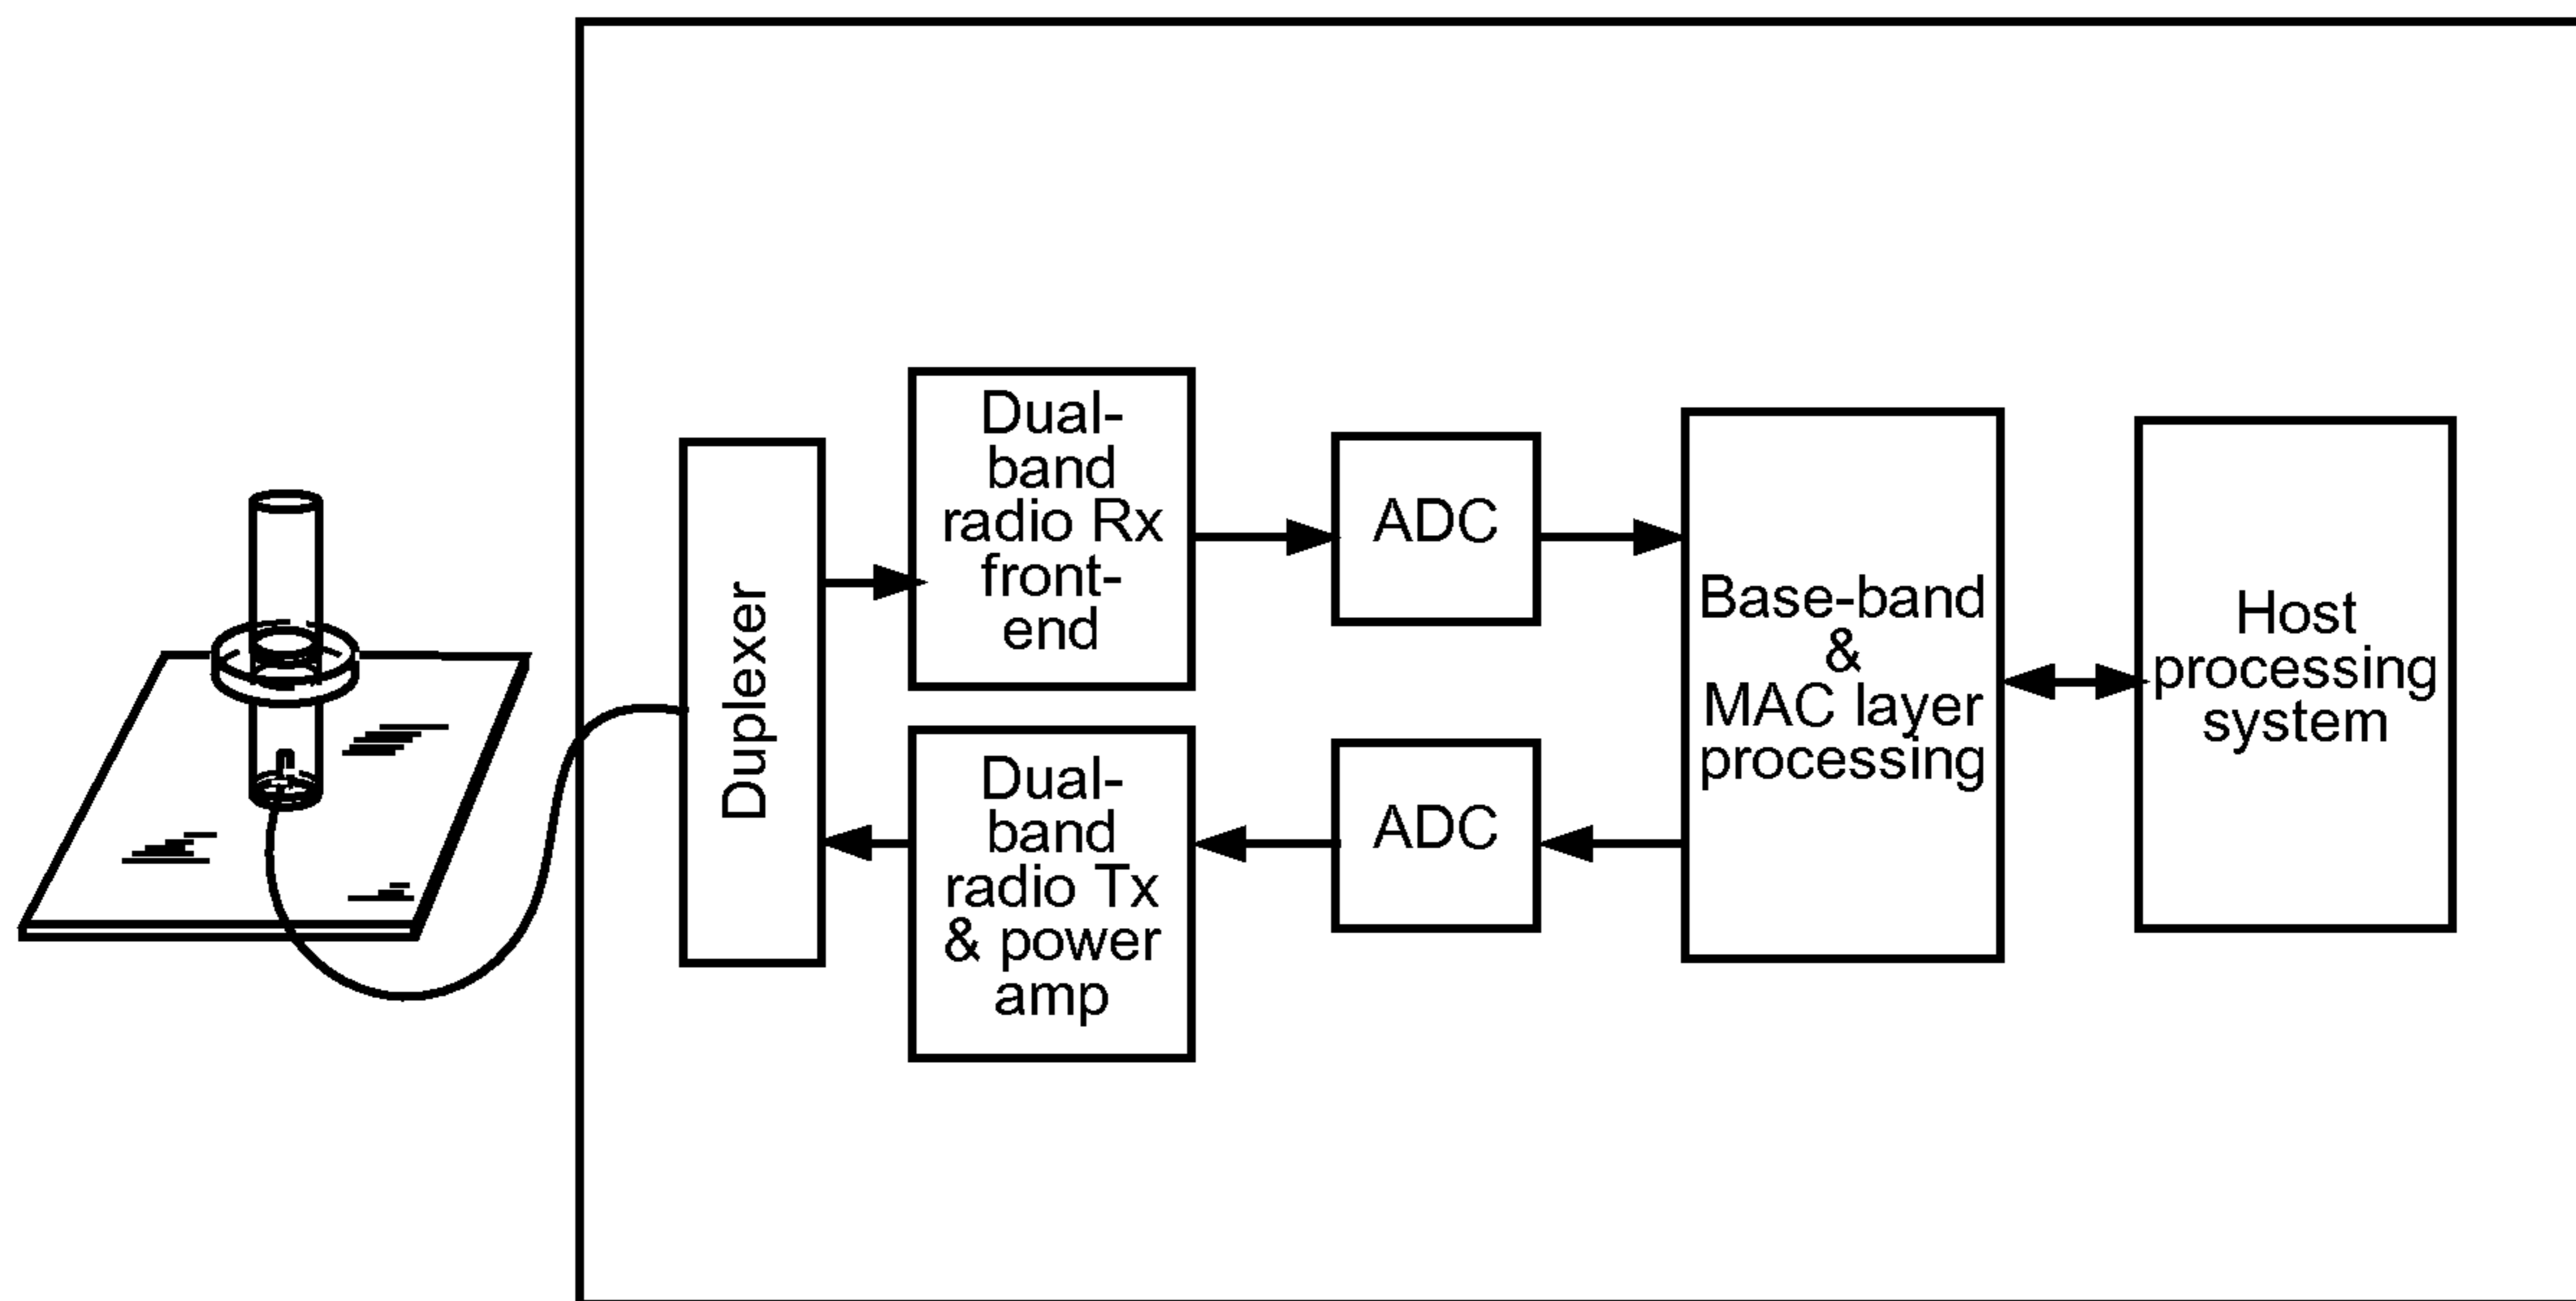 Duplexer
Dual-
band
radio Rx
front-
end
ADC
Dual-
band
radio Tx
& power
amp
ADC
Base-band
&
MAC layer
processing
Host
processing
system